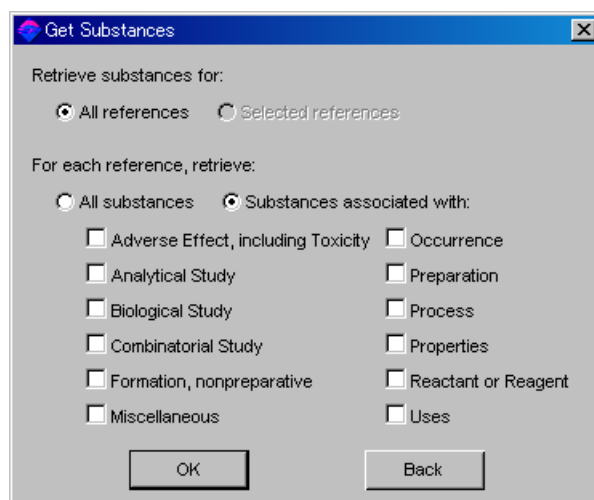 Get Substances
Retrieve substances for:
All references Selected references
For each reference, retrieve:
All substances Substances associated with:
Adverse Effect, including Toxicity Occurrence
Analytical Study Preparation
Biological Study Process
Combinatorial Study Properties
Formation, nonpreparative Reactant or Reagent
Miscellaneous Uses
OK Back